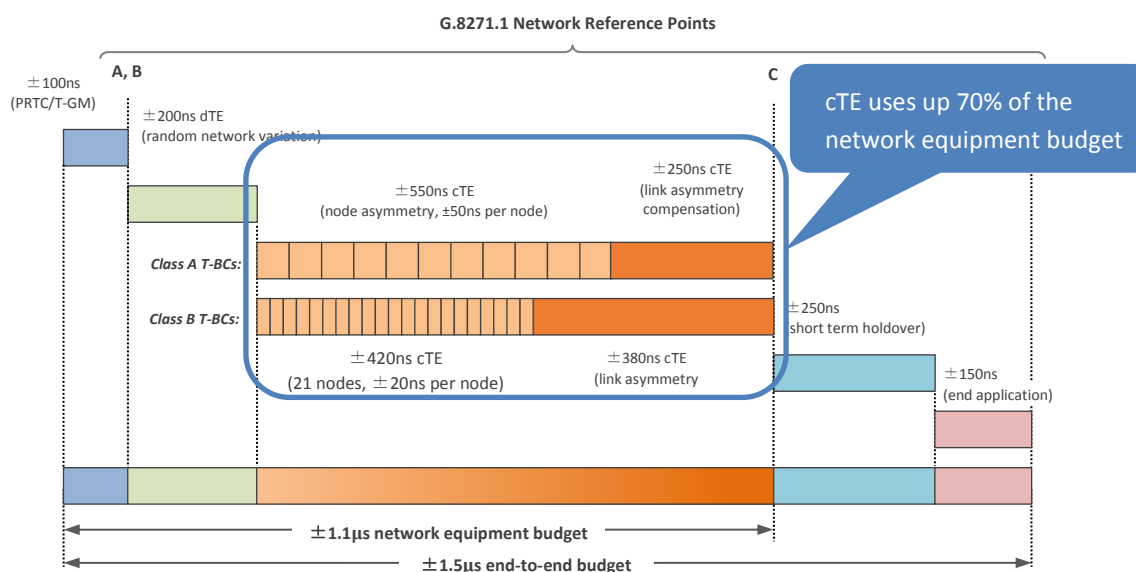 G.8271.1 Network Reference Points
A, B
C
±100ns
(PRTC/T-GM)
±200ns dTE
(random network variation)
cTE uses up 70% of the
network equipment budget
±550ns cTE
(node asymmetry, ±50ns per node)
±250ns cTE
(link asymmetry
compensation)
Class A T-BCs:
Class B T-BCs:
±420ns cTE
(21 nodes, ±20ns per node)
±380ns cTE
(link asymmetry
±250ns
(short term holdover)
±150ns
(end application)
±1.1µs network equipment budget
±1.5µs end-to-end budget